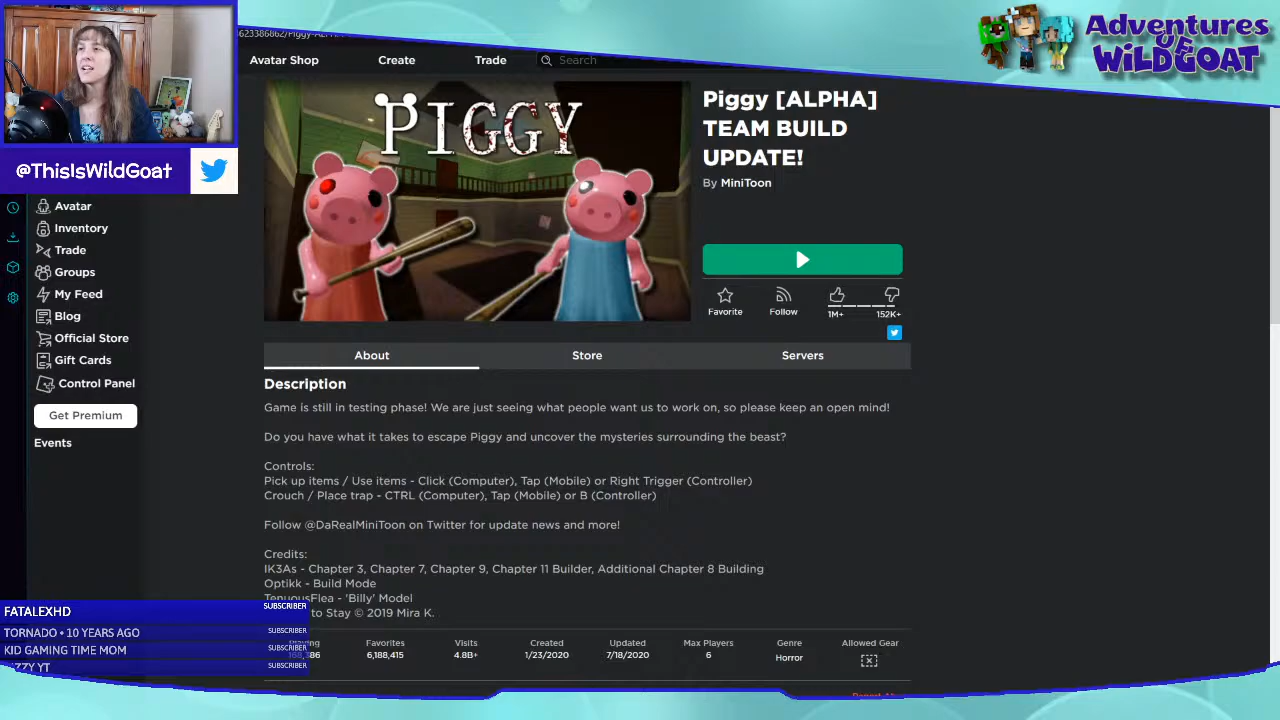 Adventures
OF
WiLDGOAT
Avatar Shop
Create
Trade
Search
@ThisIsWildGoat
PIGGY
Piggy [ALPHA]
TEAM BUILD
UPDATE!
By MiniToon
Avatar
Inventory
Trade
Groups
My Feed
Blog
Official Store
Gift Cards
Control Panel
Get Premium
Events
Favorite
Follow
1M+
152K+
About
Store
Servers
Description
Game is still in testing phase! We are just seeing what people want us to work on, so please keep an open mind!
Do you have what it takes to escape Piggy and uncover the mysteries surrounding the beast?
Controls:
Pick up items / Use items - Click (Computer), Tap (Mobile) or Right Trigger (Controller)
Crouch / Place trap - CTRL (Computer), Tap (Mobile) or B (Controller)
Follow @DaRealMiniToon on Twitter for update news and more!
Credits:
IK3As - Chapter 3, Chapter 7, Chapter 9, Chapter 11 Builder, Additional Chapter 8 Building
Optikk - Build Mode
TenuousFlea - 'Billy' Model
to Stay © 2019 Mira K.
FATALEXHD SUBSCRIBER
TORNADO • 10 YEARS AGO SUBSCRIBER
KID GAMING TIME MOM SUBSCRIBER
YT SUBSCRIBER
Favorites
6,188,415
Visits
4.8B+
Created
1/23/2020
Updated
7/18/2020
Max Players
6
Genre
Horror
Allowed Gear